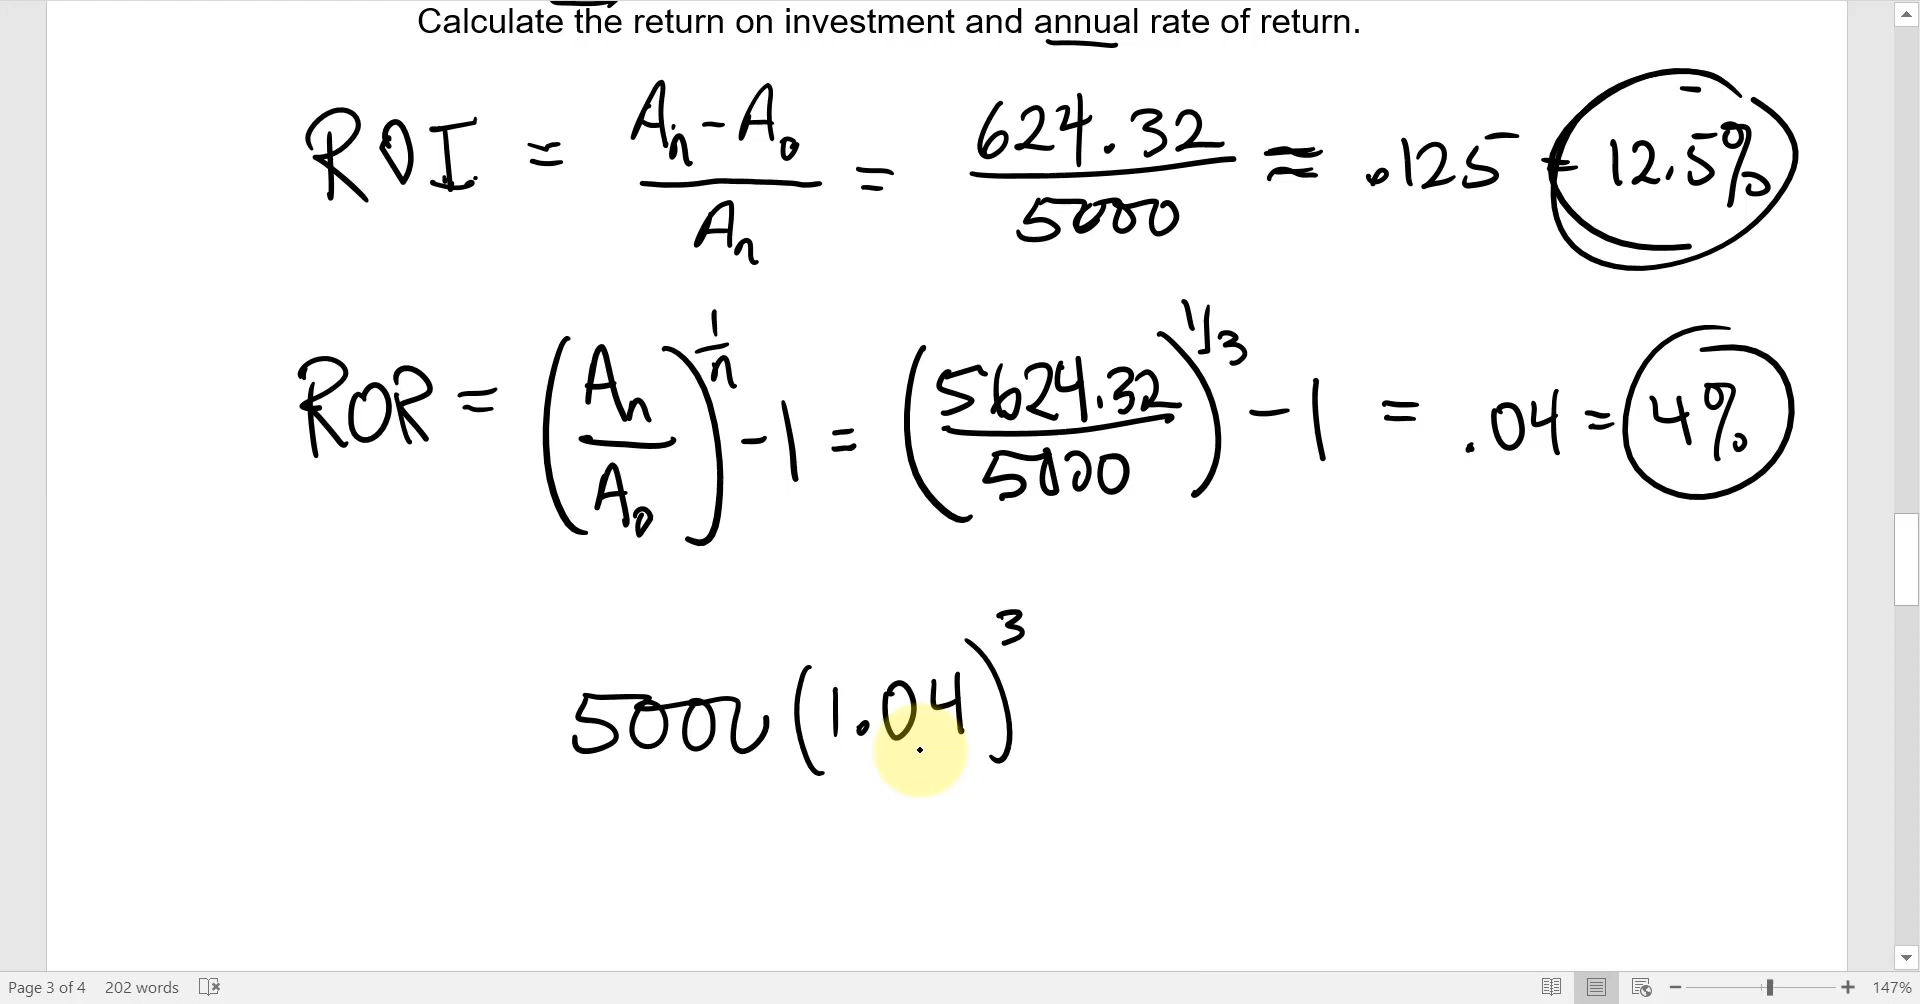 Calculate the return on investment and annual rate of return.
ROI = (Aₙ - A₀)/Aₙ = 624.32/5000 ≈ .125 = 12.5%
ROR = (Aₙ/A₀)^(1/n) - 1 = (5624.32/5000)^(1/3) - 1 = .04 = 4%
5000 (1.04)^3
Page 3 of 4 202 words 147%